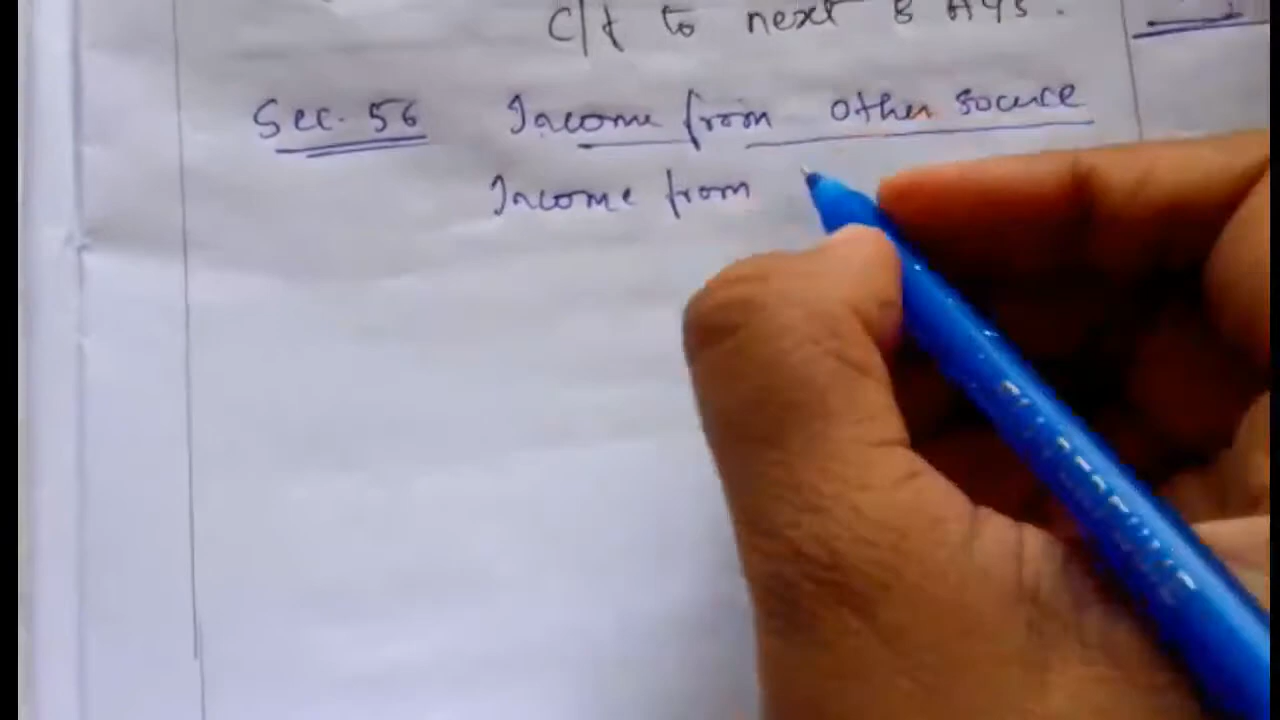 C/f to next 8 AYs.
Sec. 56 Income from other source
Income from